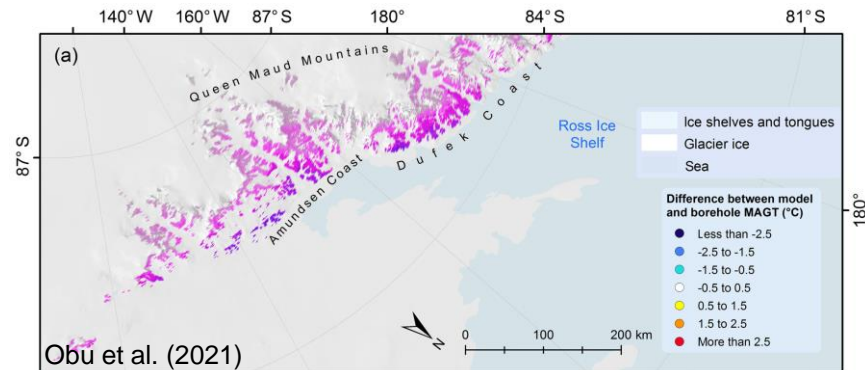 140° W 160° W 87° S 180° 84° S 81° S
(a)
Queen Maud Mountains
Dufek Coast
Amundsen Coast
Ross Ice
Shelf
87° S
180°
Ice shelves and tongues
Glacier ice
Sea
Difference between model
and borehole MAGT (°C)
Less than -2.5
-2.5 to -1.5
-1.5 to -0.5
-0.5 to 0.5
0.5 to 1.5
1.5 to 2.5
More than 2.5
N
0 50 100 200 km
Obu et al. (2021)